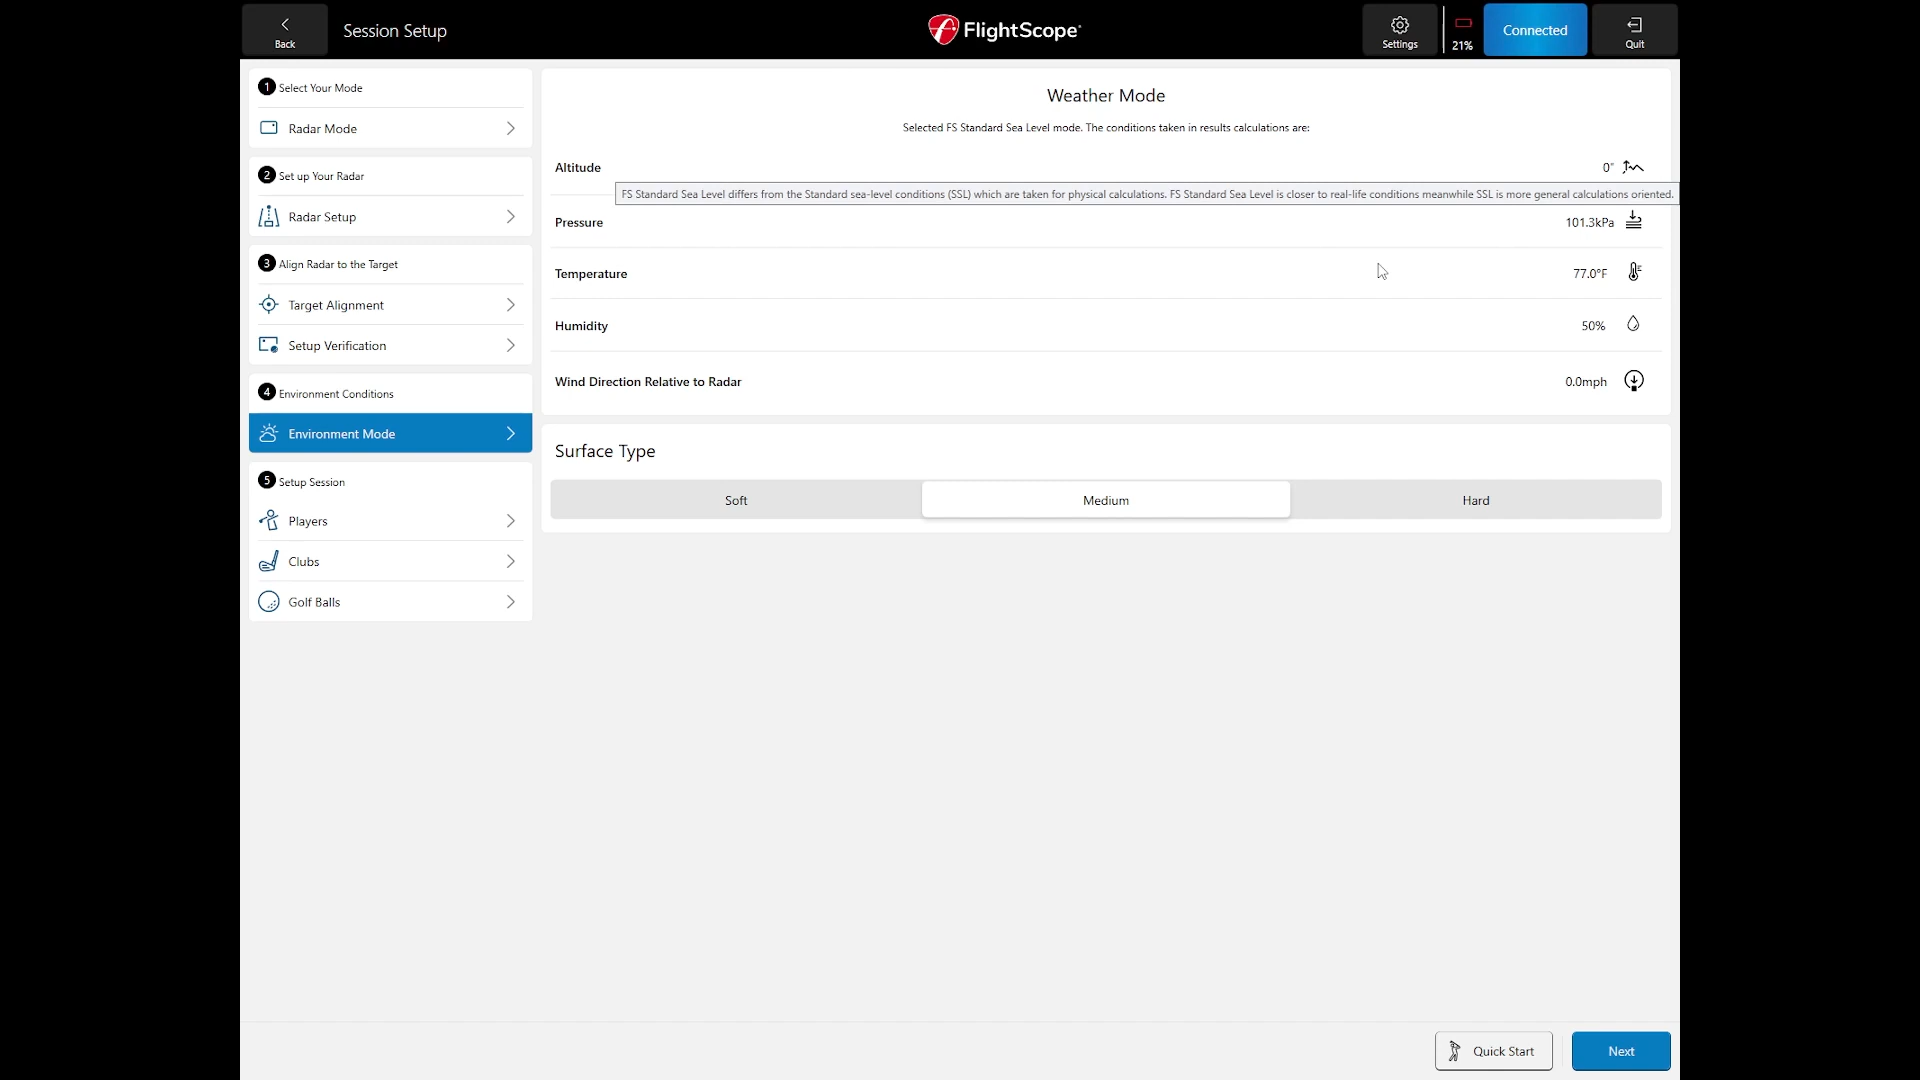 Back
Session Setup
FlightScope
Settings
21%
Connected
Quit
1 Select Your Mode
Radar Mode
2 Set up Your Radar
Radar Setup
3 Align Radar to the Target
Target Alignment
Setup Verification
4 Environment Conditions
Environment Mode
5 Setup Session
Players
Clubs
Golf Balls
Weather Mode
Selected FS Standard Sea Level mode. The conditions taken in results calculations are:
Altitude 0"
FS Standard Sea Level differs from the Standard sea-level conditions (SSL) which are taken for physical calculations. FS Standard Sea Level is closer to real-life conditions meanwhile SSL is more general calculations oriented.
Pressure 101.3kPa
Temperature 77.0°F
Humidity 50%
Wind Direction Relative to Radar 0.0mph
Surface Type
Soft Medium Hard
Quick Start
Next